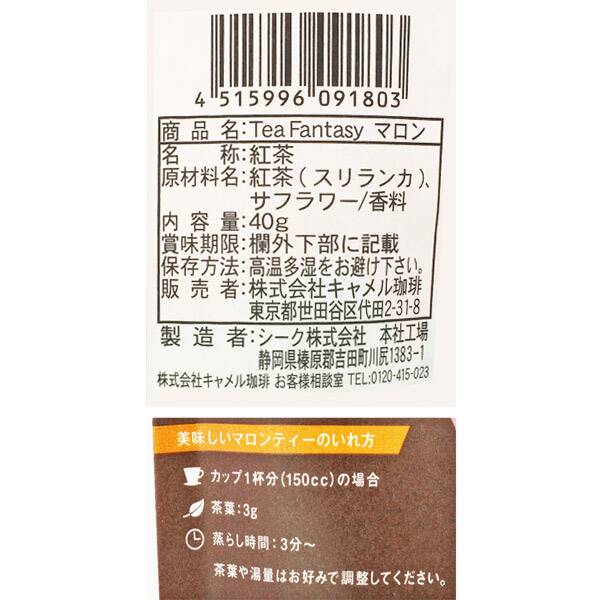 4 515996 091803
商品名:Tea Fantasy マロン
名称:紅茶
原材料名:紅茶(スリランカ)、
サフラワー/香料
内容量:40g
賞味期限:欄外下部に記載
保存方法:高温多湿をお避け下さい。
販売者:株式会社キャメル珈琲
東京都世田谷区代田2-31-8
製造者:シーク株式会社 本社工場
静岡県榛原郡吉田町川尻1383-1
株式会社キャメル珈琲 お客様相談室 TEL:0120-415-023
美味しいマロンティーのいれ方
カップ1杯分(150cc)の場合
茶葉:3g
蒸らし時間:3分～
茶葉や湯量はお好みで調整してください。